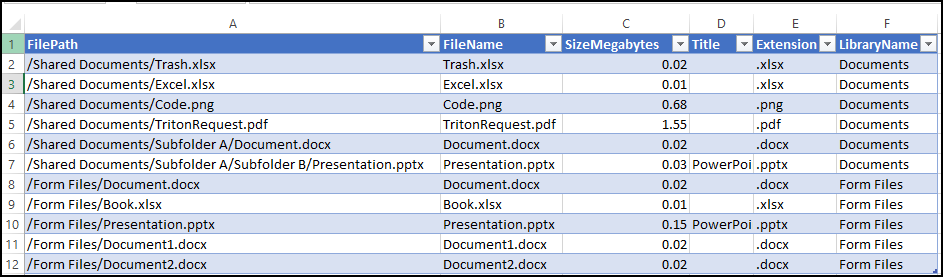 A B C D E F
1 FilePath FileName SizeMegabytes Title Extension LibraryName
2 /Shared Documents/Trash.xlsx Trash.xlsx 0.02 .xlsx Documents
3 /Shared Documents/Excel.xlsx Excel.xlsx 0.01 .xlsx Documents
4 /Shared Documents/Code.png Code.png 0.68 .png Documents
5 /Shared Documents/TritonRequest.pdf TritonRequest.pdf 1.55 .pdf Documents
6 /Shared Documents/Subfolder A/Document.docx Document.docx 0.02 .docx Documents
7 /Shared Documents/Subfolder A/Subfolder B/Presentation.pptx Presentation.pptx 0.03 PowerPoi .pptx Documents
8 /Form Files/Document.docx Document.docx 0.02 .docx Form Files
9 /Form Files/Book.xlsx Book.xlsx 0.01 .xlsx Form Files
10 /Form Files/Presentation.pptx Presentation.pptx 0.15 PowerPoi .pptx Form Files
11 /Form Files/Document1.docx Document1.docx 0.02 .docx Form Files
12 /Form Files/Document2.docx Document2.docx 0.02 .docx Form Files